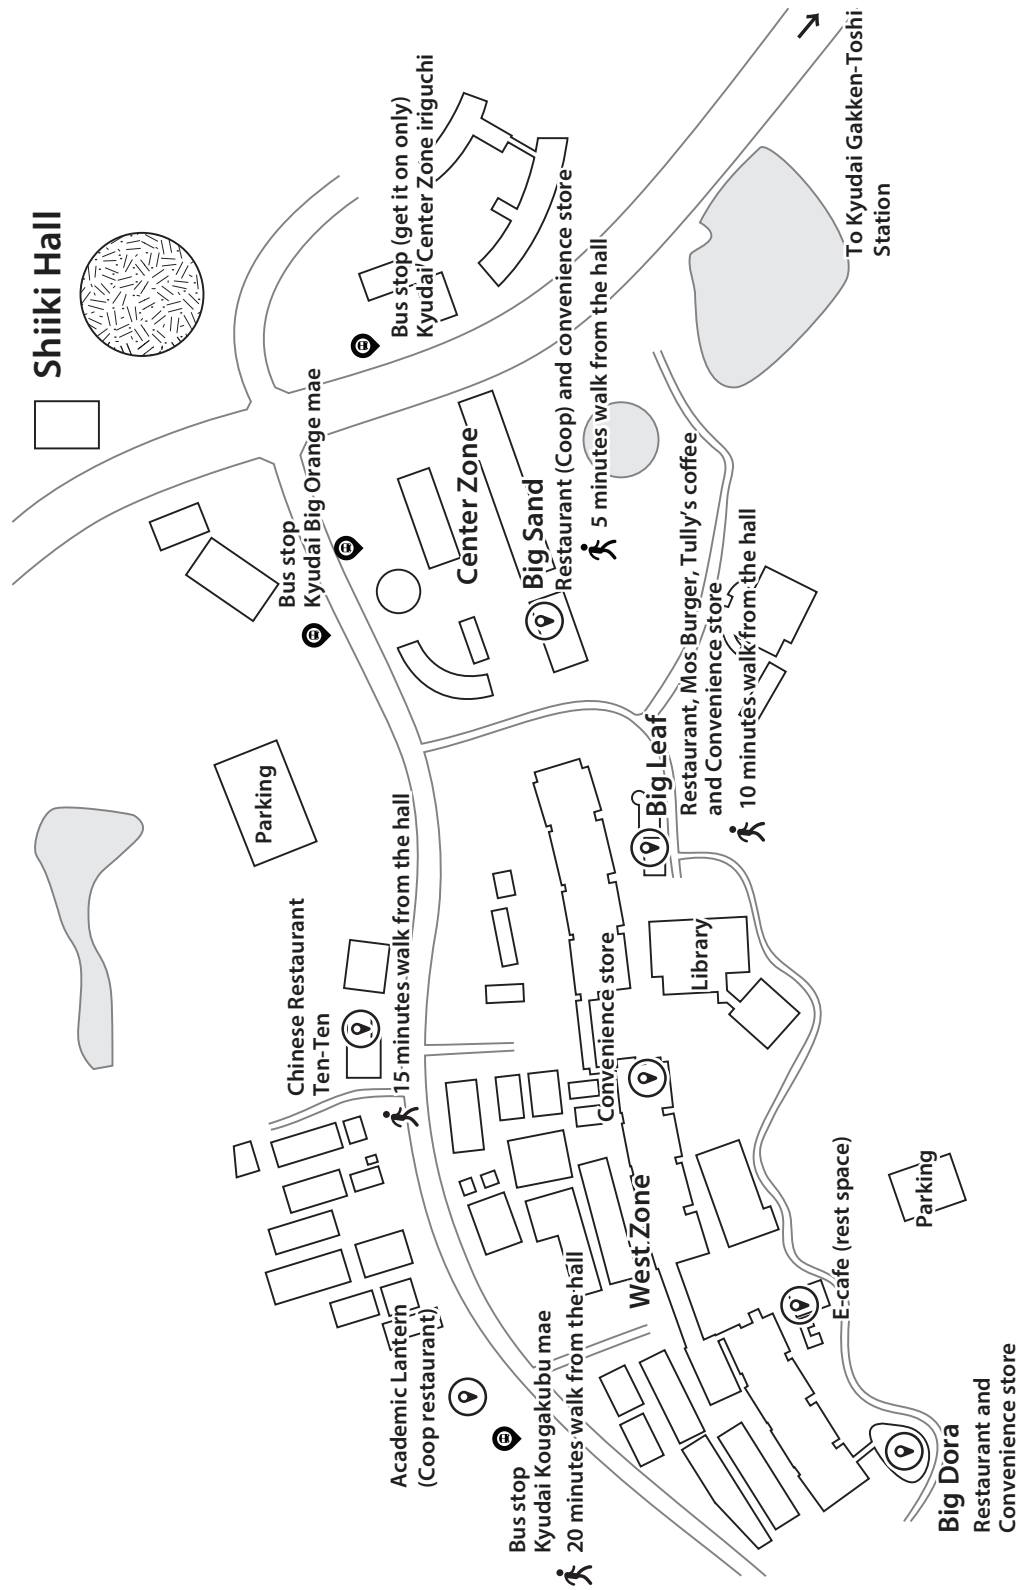 Shiiki Hall
Bus stop (get it on only)
Kyudai Center Zone iriguchi
Bus stop
Kyudai Big Orange mae
To Kyudai Gakken-Toshi
Station
Center Zone
Big Sand
Restaurant (Coop) and convenience store
5 minutes walk from the hall
Big Leaf
Restaurant, Mos Burger, Tully's coffee
and Convenience store
10 minutes walk from the hall
Parking
Chinese Restaurant
Ten-Ten
15 minutes walk from the hall
Convenience store
Library
West Zone
Academic Lantern
(Coop restaurant)
Bus stop
Kyudai Kougakubu mae
20 minutes walk from the hall
E-cafe (rest space)
Parking
Big Dora
Restaurant and
Convenience store